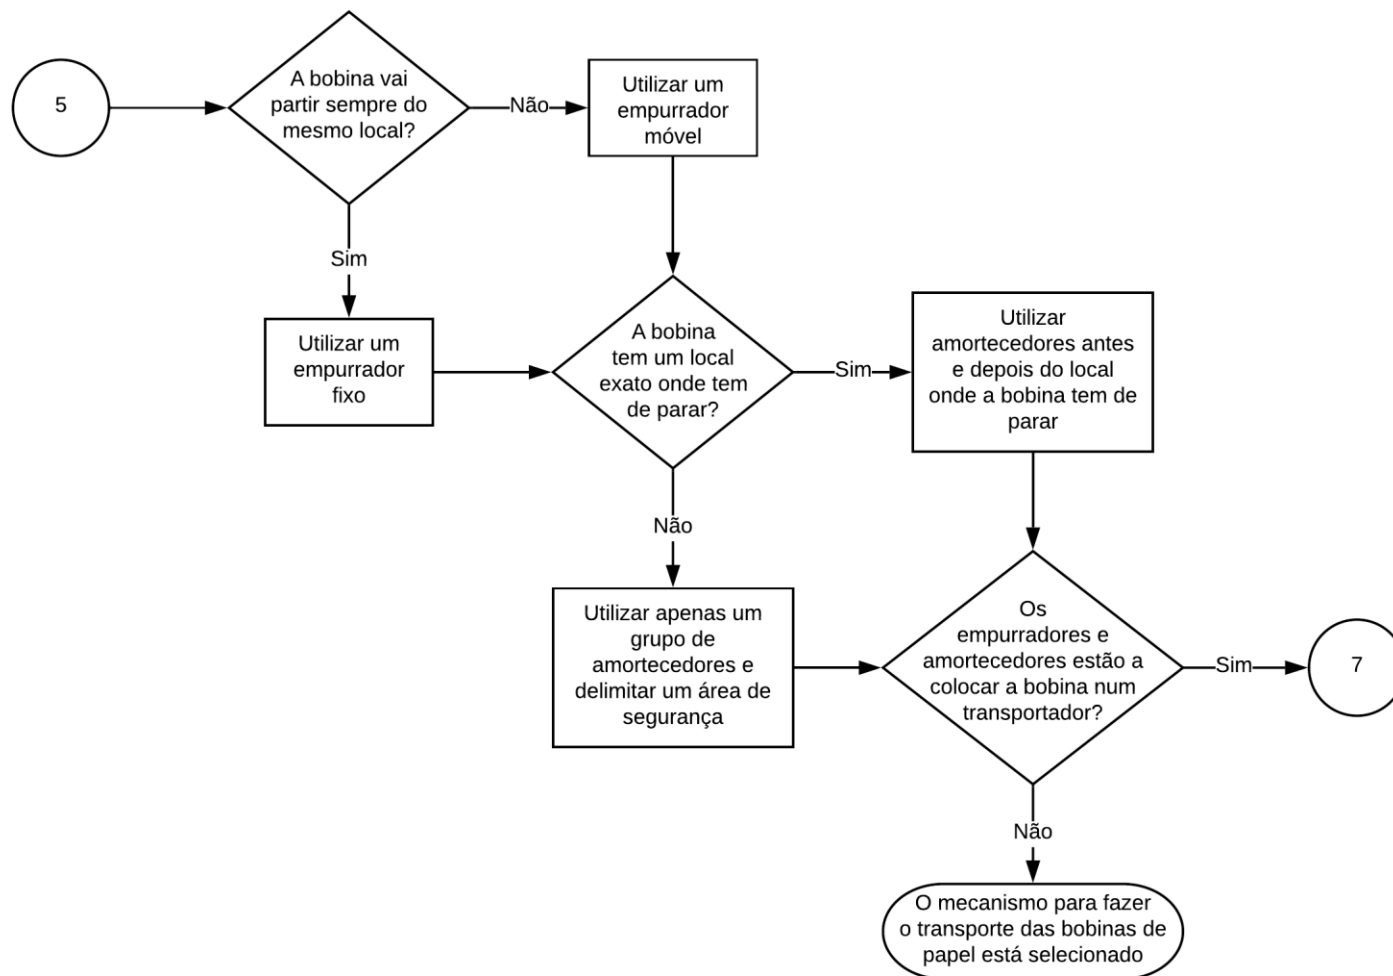 5
A bobina vai
partir sempre do
mesmo local?
Não
Utilizar um
empurrador
móvel
Sim
Utilizar um
empurrador
fixo
A bobina
tem um local
exato onde tem
de parar?
Sim
Utilizar
amortecedores antes
e depois do local
onde a bobina tem de
parar
Não
Utilizar apenas um
grupo de
amortecedores e
delimitar um área de
segurança
Os
empurradores e
amortecedores estão a
colocar a bobina num
transportador?
Sim
7
Não
O mecanismo para fazer
o transporte das bobinas de
papel está selecionado